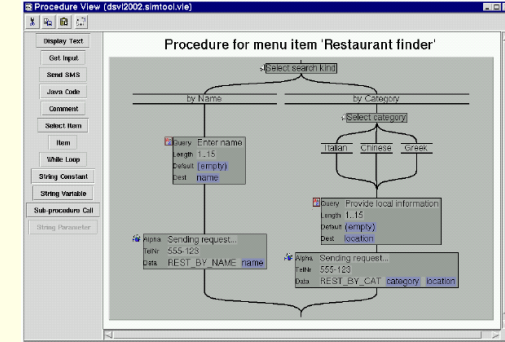 Procedure View (dsvl2002.simtool.vle)
Display Text
Get Input
Send SMS
Java Code
Comment
Select Item
Item
While Loop
String Constant
String Variable
Sub-procedure Call
String Parameter
Procedure for menu item 'Restaurant finder'
Select search kind
by Name
by Category
Select category
Italian Chinese Greek
Query Enter name
Length 1..15
Default (empty)
Dest name
Query Provide local information
Length 1..15
Default (empty)
Dest location
Alpha Sending request...
TelNr 555-123
Data REST_BY_NAME name
Alpha Sending request...
TelNr 555-123
Data REST_BY_CAT category location